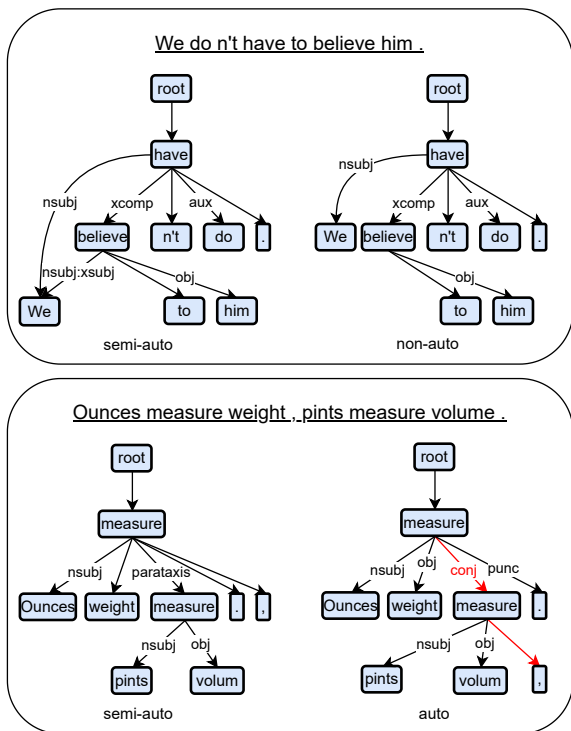 We do n't have to believe him .
root root
have have
nsubj nsubj
xcomp aux xcomp aux
believe n't do . We believe n't do .
nsubj:xsubj obj obj
We to him to him
semi-auto non-auto
Ounces measure weight , pints measure volume .
root root
measure measure
nsubj parataxis nsubj obj conj punc
Ounces weight measure . , Ounces weight measure .
nsubj obj nsubj obj
pints volum pints volum ,
semi-auto auto